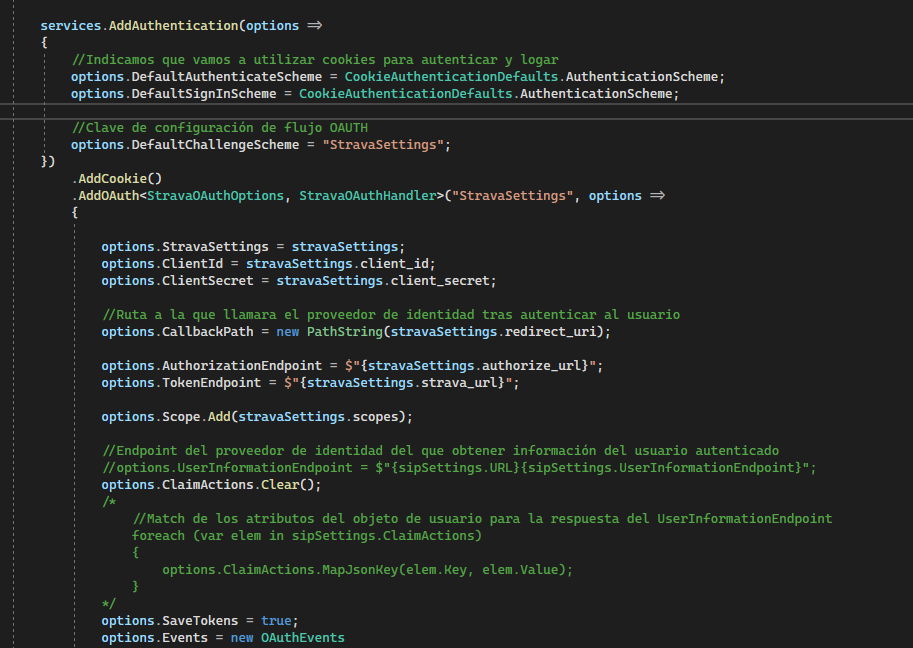 services.AddAuthentication(options =>
{
//Indicamos que vamos a utilizar cookies para autenticar y logar
options.DefaultAuthenticateScheme = CookieAuthenticationDefaults.AuthenticationScheme;
options.DefaultSignInScheme = CookieAuthenticationDefaults.AuthenticationScheme;
//Clave de configuración de flujo OAUTH
options.DefaultChallengeScheme = "StravaSettings";
})
.AddCookie()
.AddOAuth<StravaOAuthOptions, StravaOAuthHandler>("StravaSettings", options =>
{
options.StravaSettings = stravaSettings;
options.ClientId = stravaSettings.client_id;
options.ClientSecret = stravaSettings.client_secret;
//Ruta a la que llamara el proveedor de identidad tras autenticar al usuario
options.CallbackPath = new PathString(stravaSettings.redirect_uri);
options.AuthorizationEndpoint = $"{stravaSettings.authorize_url}";
options.TokenEndpoint = $"{stravaSettings.strava_url}";
options.Scope.Add(stravaSettings.scopes);
//Endpoint del proveedor de identidad del que obtener información del usuario autenticado
//options.UserInformationEndpoint = $"{sipSettings.URL}{sipSettings.UserInformationEndpoint}";
options.ClaimActions.Clear();
/*
//Match de los atributos del objeto de usuario para la respuesta del UserInformationEndpoint
foreach (var elem in sipSettings.ClaimActions)
{
options.ClaimActions.MapJsonKey(elem.Key, elem.Value);
}
*/
options.SaveTokens = true;
options.Events = new OAuthEvents